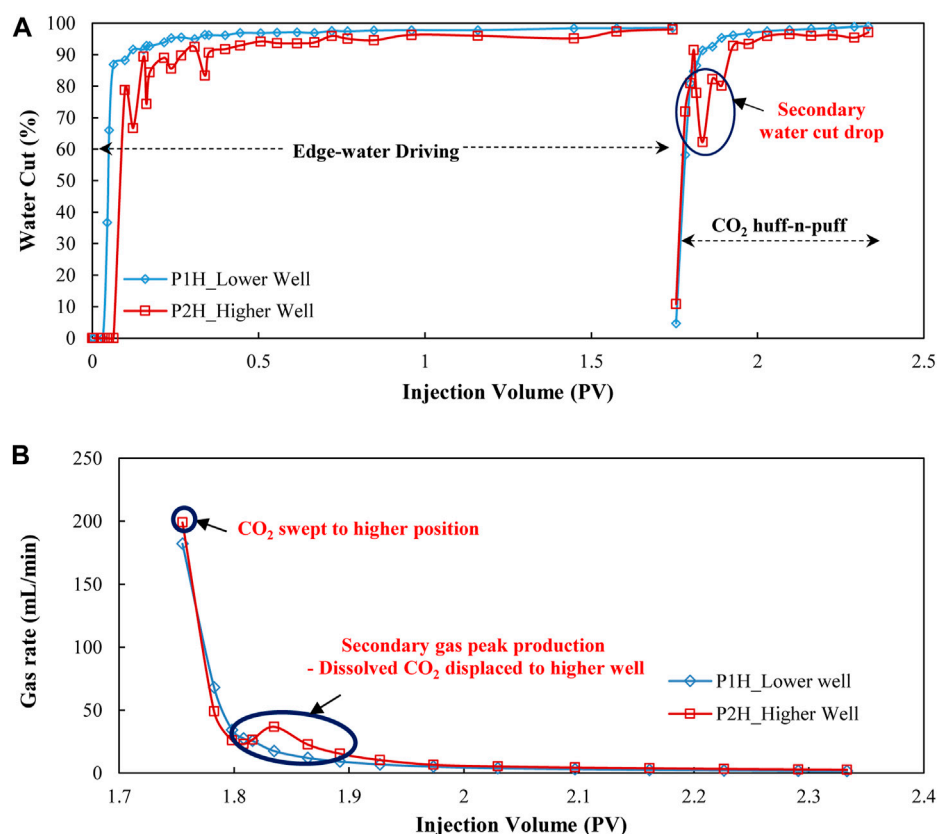 A
Water Cut (%)
100
90
80
70
60
50
40
30
20
10
0
Edge-water Driving
Secondary
water cut drop
CO₂ huff-n-puff
P1H_Lower Well
P2H_Higher Well
0
0.5
1
1.5
2
2.5
Injection Volume (PV)
B
Gas rate (mL/min)
250
200
150
100
50
0
CO₂ swept to higher position
Secondary gas peak production
- Dissolved CO₂ displaced to higher well
P1H_Lower well
P2H_Higher Well
1.7
1.8
1.9
2
2.1
2.2
2.3
2.4
Injection Volume (PV)